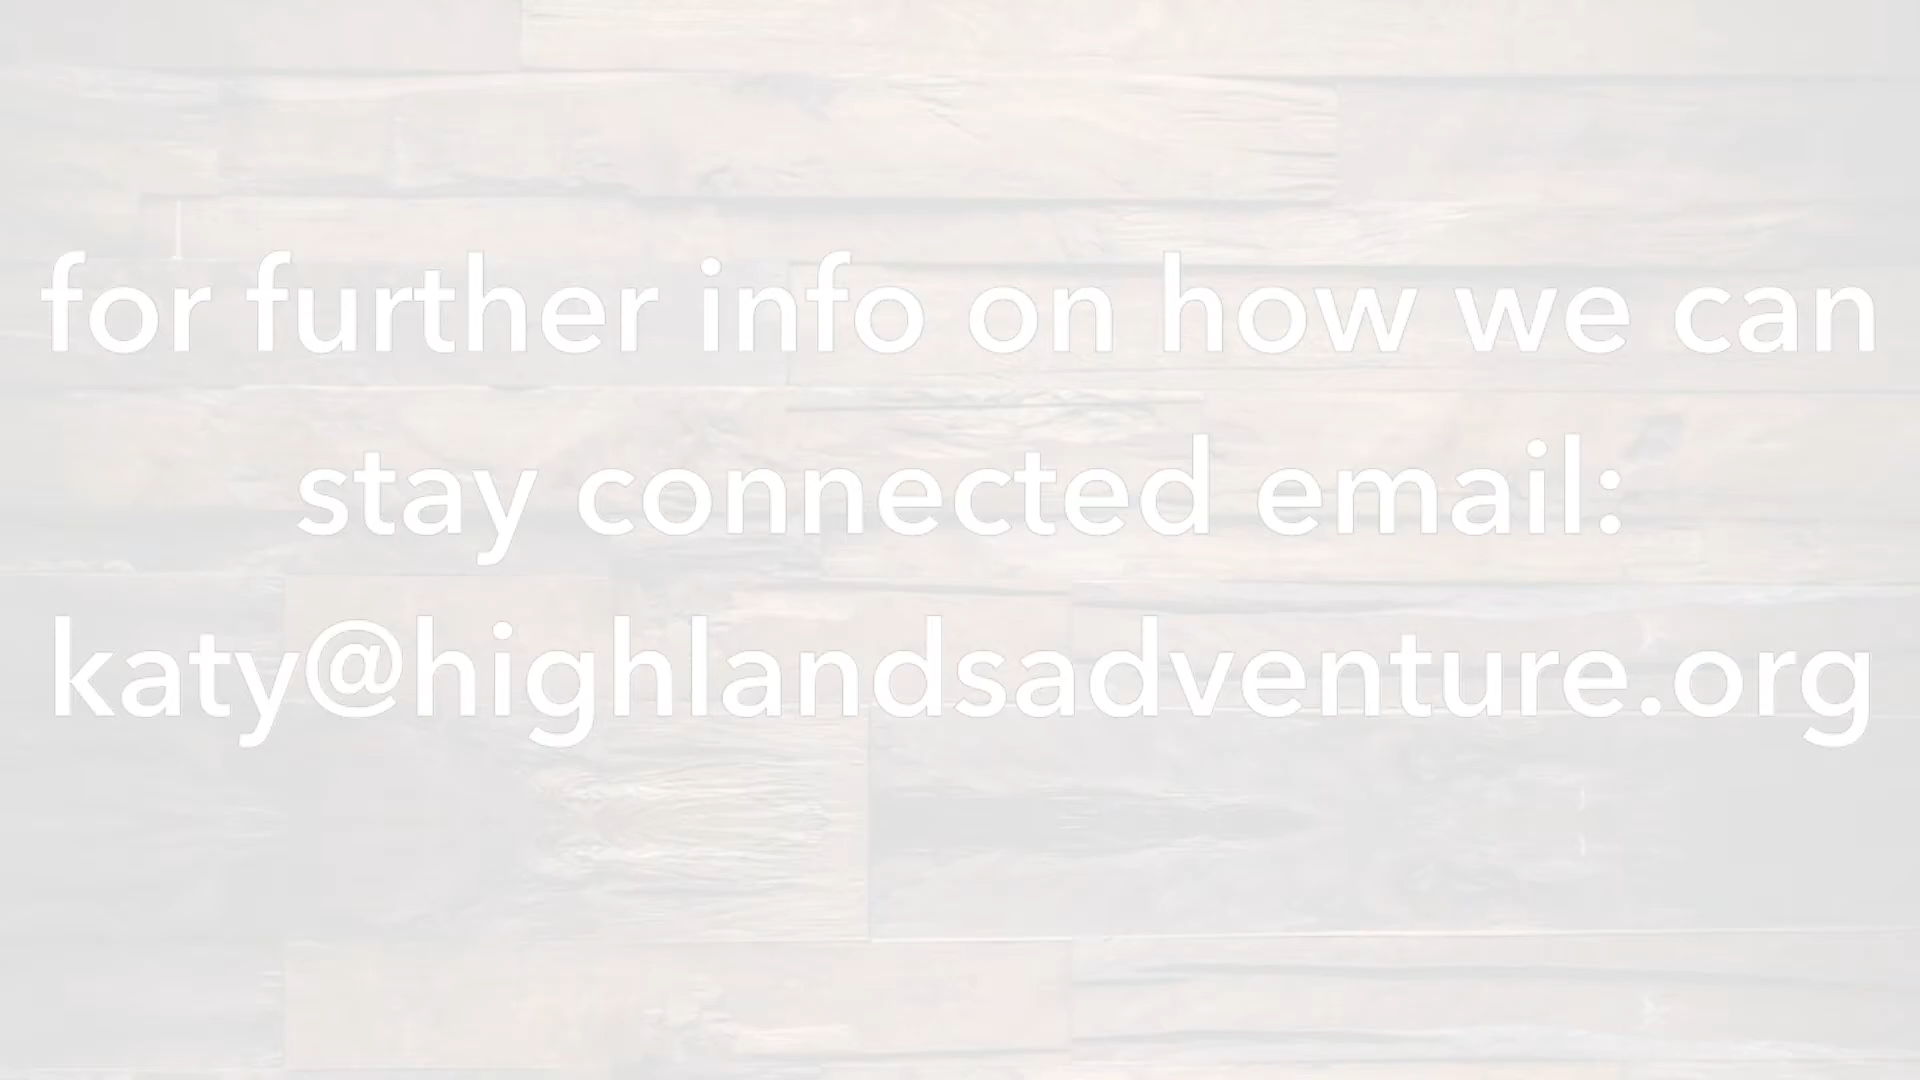 for further info on how we can
stay connected email:
katy@highlandsadventure.org